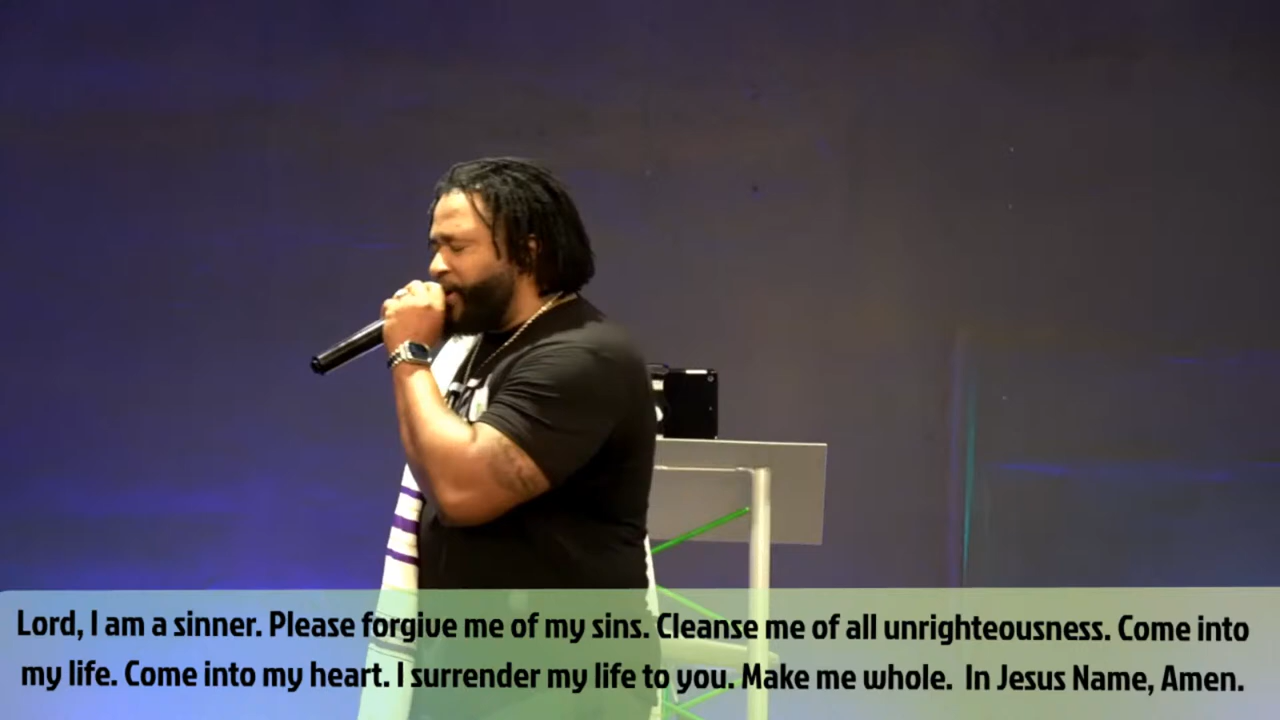 Lord, I am a sinner. Please forgive me of my sins. Cleanse me of all unrighteousness. Come into
my life. Come into my heart. I surrender my life to you. Make me whole. In Jesus Name, Amen.